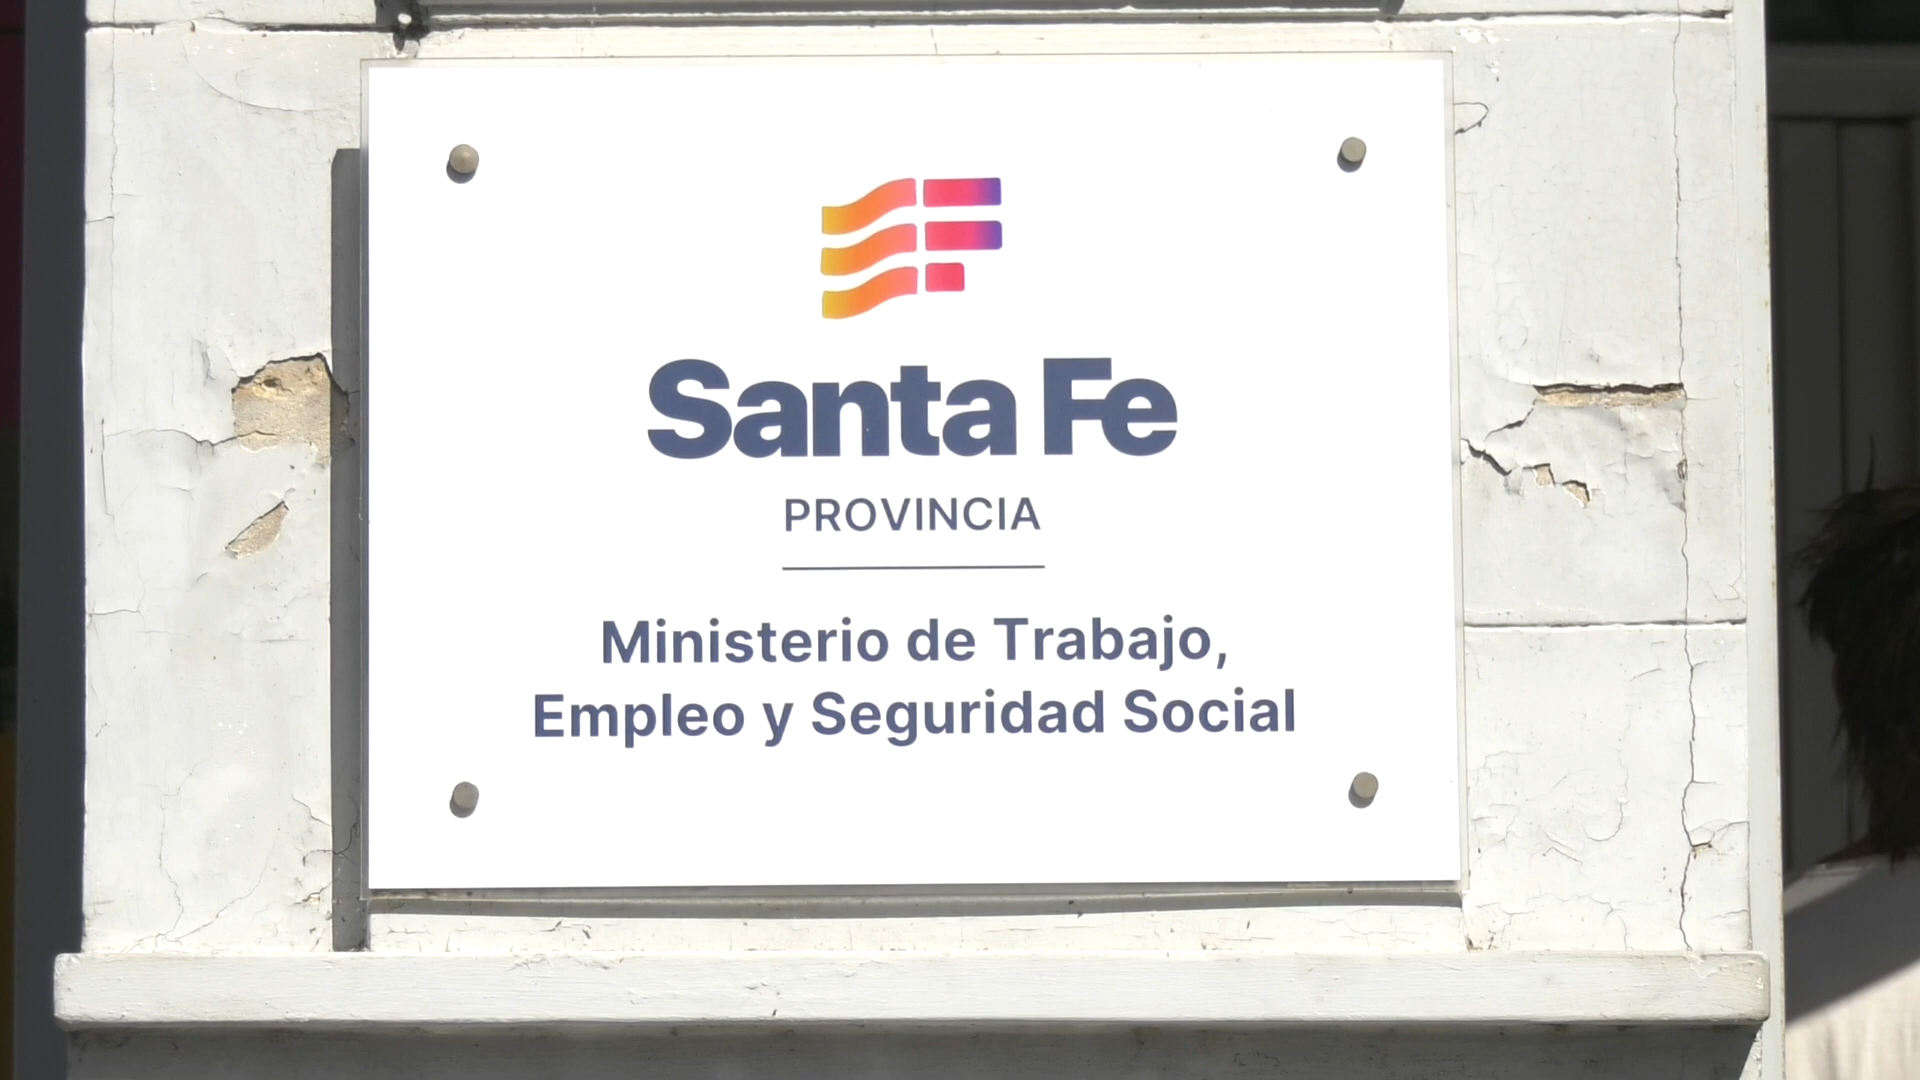 Santa Fe
PROVINCIA
Ministerio de Trabajo,
Empleo y Seguridad Social